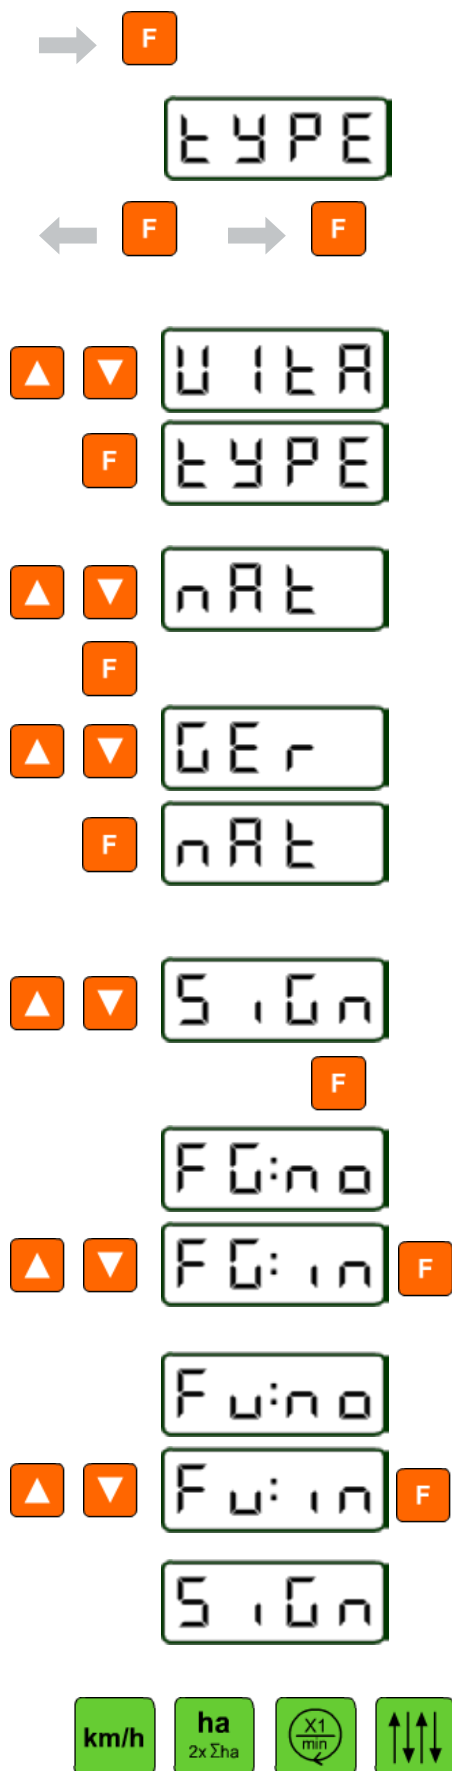 F
tYPE
F F
VItA
F tYPE
nAt
F
GEr
F nAt
SiGn
F
FG:no
FG:in F
Fu:no
Fu:in F
SiGn
km/h ha X1
2x Σha min